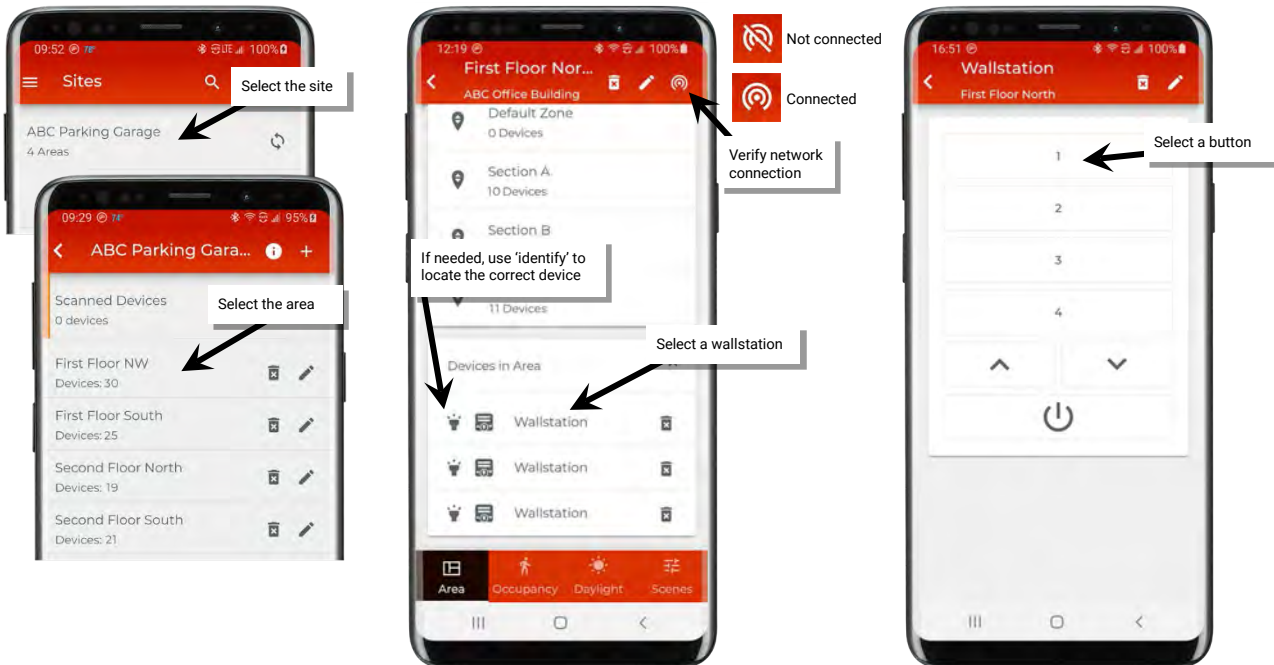 09:52 76° LTE 100%
Sites
Select the site
ABC Parking Garage
4 Areas
09:29 74° 95%
ABC Parking Gara...
Scanned Devices
0 devices
Select the area
First Floor NW
Devices: 30
First Floor South
Devices: 25
Second Floor North
Devices: 19
Second Floor South
Devices: 21
12:19 100%
First Floor Nor...
ABC Office Building
Default Zone
0 Devices
Section A
10 Devices
Section B
If needed, use ‘identify’ to
locate the correct device
11 Devices
Select a wallstation
Devices in Area
Wallstation
Wallstation
Wallstation
Area Occupancy Daylight Scenes
Not connected
Connected
Verify network
connection
16:51 100%
Wallstation
First Floor North
Select a button
1
2
3
4